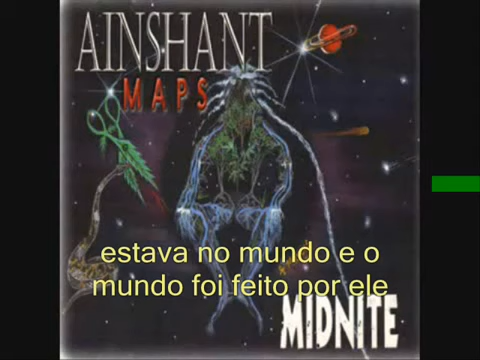 AINSHANT
MAPS
estava no mundo e o
mundo foi feito por ele
MIDNITE